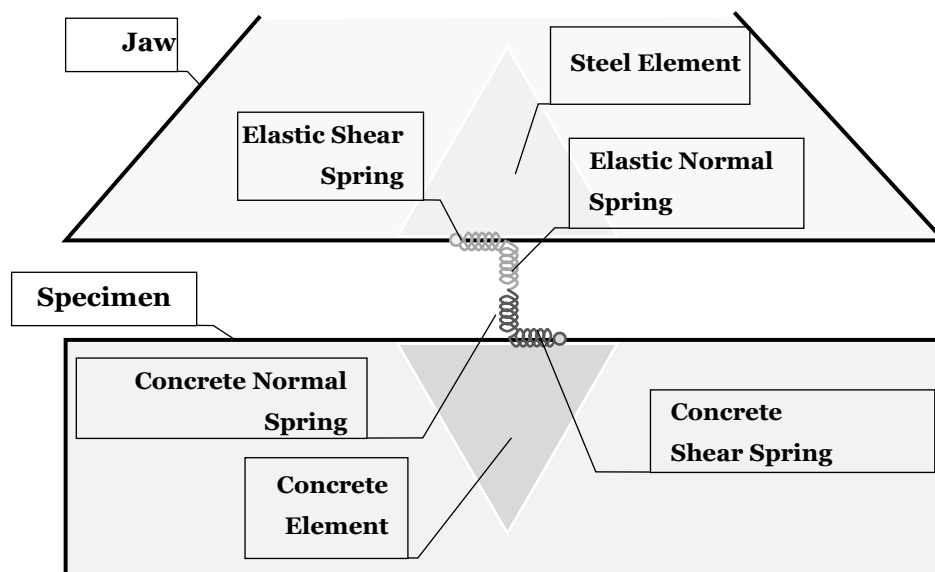 Jaw
Steel Element
Elastic Shear
Spring
Elastic Normal
Spring
Specimen
Concrete Normal
Spring
Concrete
Shear Spring
Concrete
Element